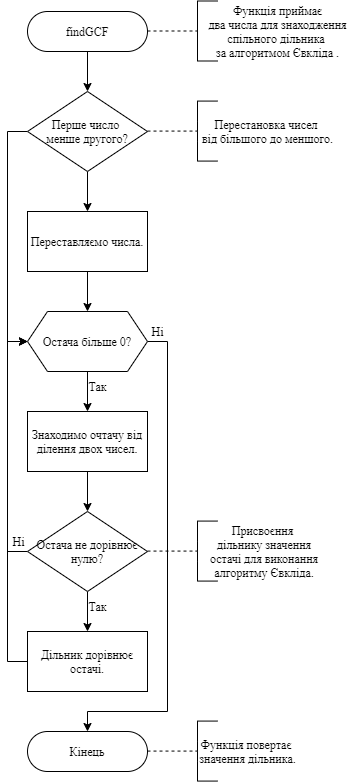 findGCF
Функція приймає
два числа для знаходження
спільного дільника
за алгоритмом Євкліда .
Перше число
менше другого?
Перестановка чисел
від більшого до меншого.
Переставляємо числа.
Остача більше 0?
Ні
Так
Знаходимо очтачу від
ділення двох чисел.
Ні
Остача не дорівнює
нулю?
Присвоєння
дільнику значення
остачі для виконання
алгоритму Євкліда.
Так
Дільник дорівнює
остачі.
Кінець
Функція повертає
значення дільника.